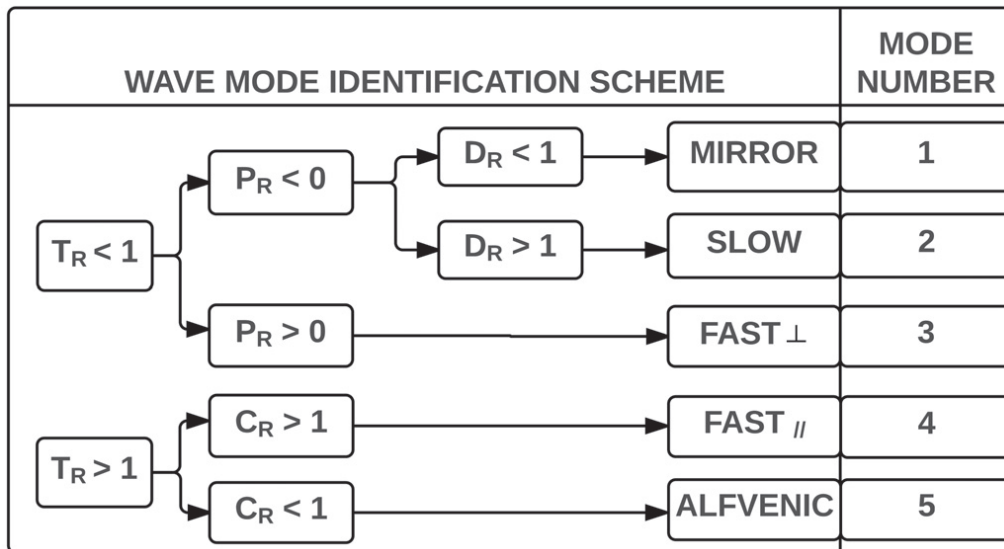 WAVE MODE IDENTIFICATION SCHEME
MODE
NUMBER
T_R < 1
P_R < 0
D_R < 1
MIRROR
1
D_R > 1
SLOW
2
P_R > 0
FAST ⊥
3
T_R > 1
C_R > 1
FAST //
4
C_R < 1
ALFVENIC
5